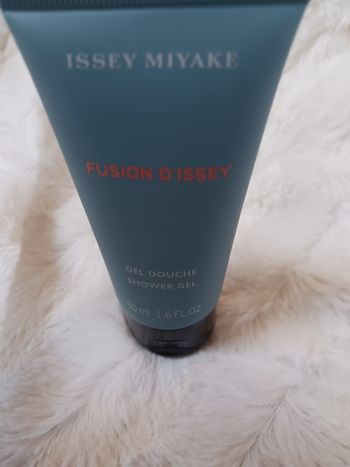 ISSEY MIYAKE
FUSION D'ISSEY
GEL DOUCHE
SHOWER GEL
50 ml 1.6 FL.OZ.